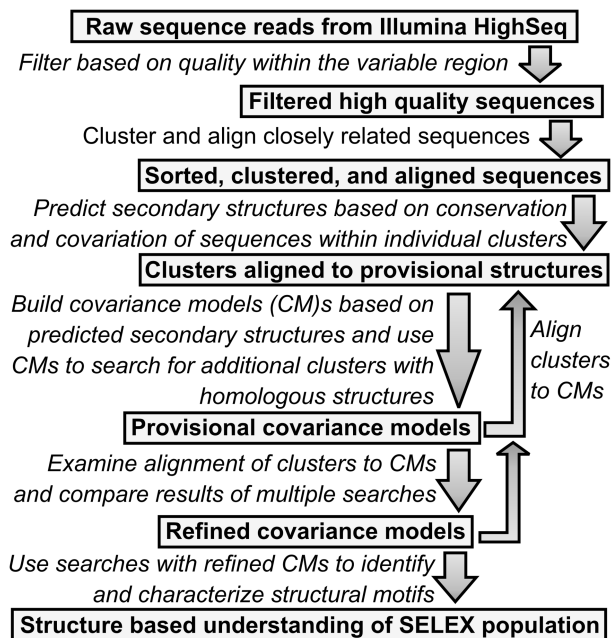 Raw sequence reads from Illumina HighSeq
Filter based on quality within the variable region
Filtered high quality sequences
Cluster and align closely related sequences
Sorted, clustered, and aligned sequences
Predict secondary structures based on conservation
and covariation of sequences within individual clusters
Clusters aligned to provisional structures
Build covariance models (CM)s based on
predicted secondary structures and use
CMs to search for additional clusters with
homologous structures
Align
clusters
to CMs
Provisional covariance models
Examine alignment of clusters to CMs
and compare results of multiple searches
Refined covariance models
Use searches with refined CMs to identify
and characterize structural motifs
Structure based understanding of SELEX population